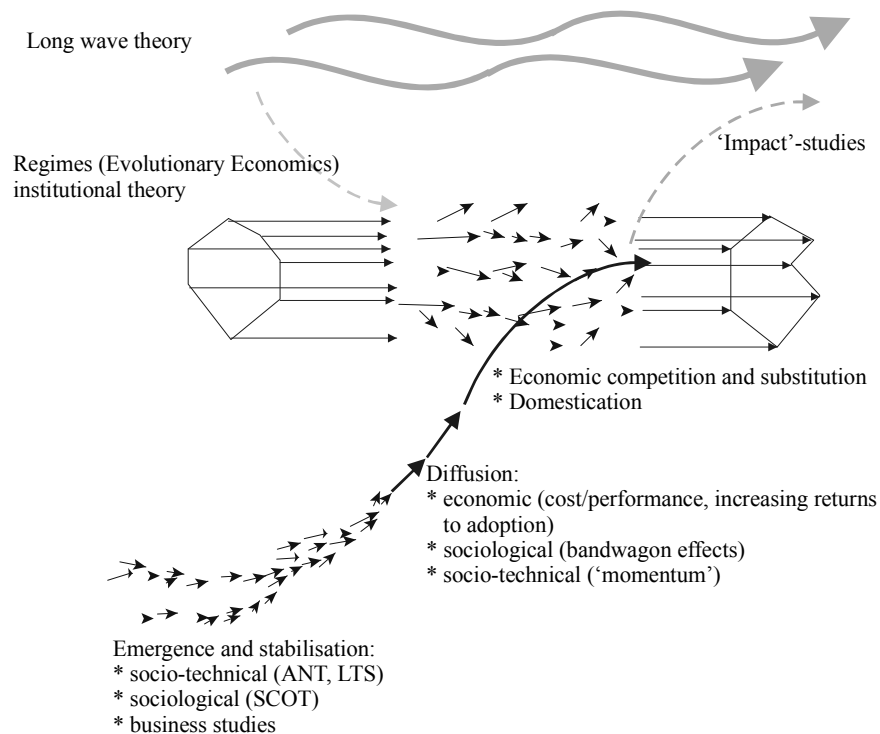 Long wave theory
‘Impact’-studies
Regimes (Evolutionary Economics)
institutional theory
* Economic competition and substitution
* Domestication
Diffusion:
* economic (cost/performance, increasing returns
to adoption)
* sociological (bandwagon effects)
* socio-technical (‘momentum’)
Emergence and stabilisation:
* socio-technical (ANT, LTS)
* sociological (SCOT)
* business studies